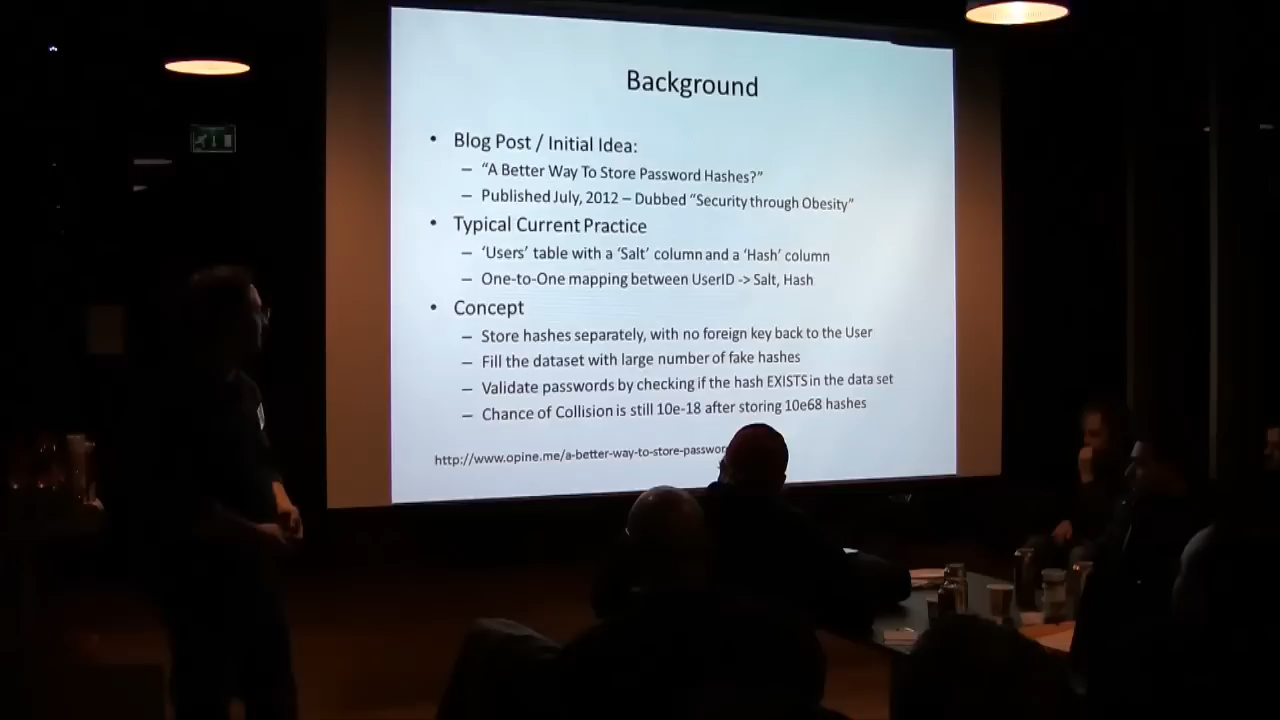 Background
• Blog Post / Initial Idea:
– “A Better Way To Store Password Hashes?”
– Published July, 2012 – Dubbed “Security through Obesity”
• Typical Current Practice
– ‘Users’ table with a ‘Salt’ column and a ‘Hash’ column
– One-to-One mapping between UserID -> Salt, Hash
• Concept
– Store hashes separately, with no foreign key back to the User
– Fill the dataset with large number of fake hashes
– Validate passwords by checking if the hash EXISTS in the data set
– Chance of Collision is still 10e-18 after storing 10e68 hashes
http://www.opine.me/a-better-way-to-store-passwor